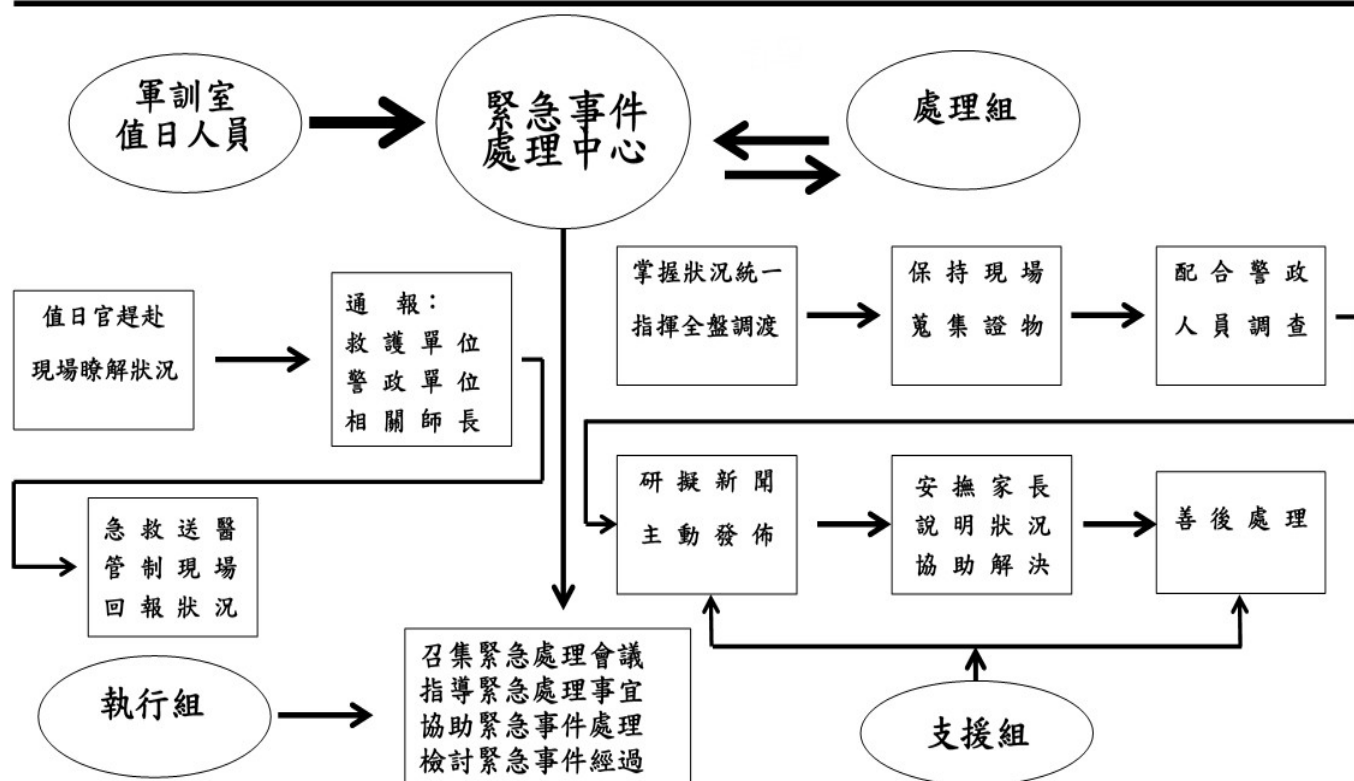 軍訓室
值日人員
緊急事件
處理中心
處理組
值日官趕赴
現場瞭解狀況
通報：
救護單位
警政單位
相關師長
掌握狀況統一
指揮全盤調渡
保持現場
蒐集證物
配合警政
人員調查
急救送醫
管制現場
回報狀況
研擬新聞
主動發佈
安撫家長
說明狀況
協助解決
善後處理
執行組
召集緊急處理會議
指導緊急處理事宜
協助緊急事件處理
檢討緊急事件經過
支援組